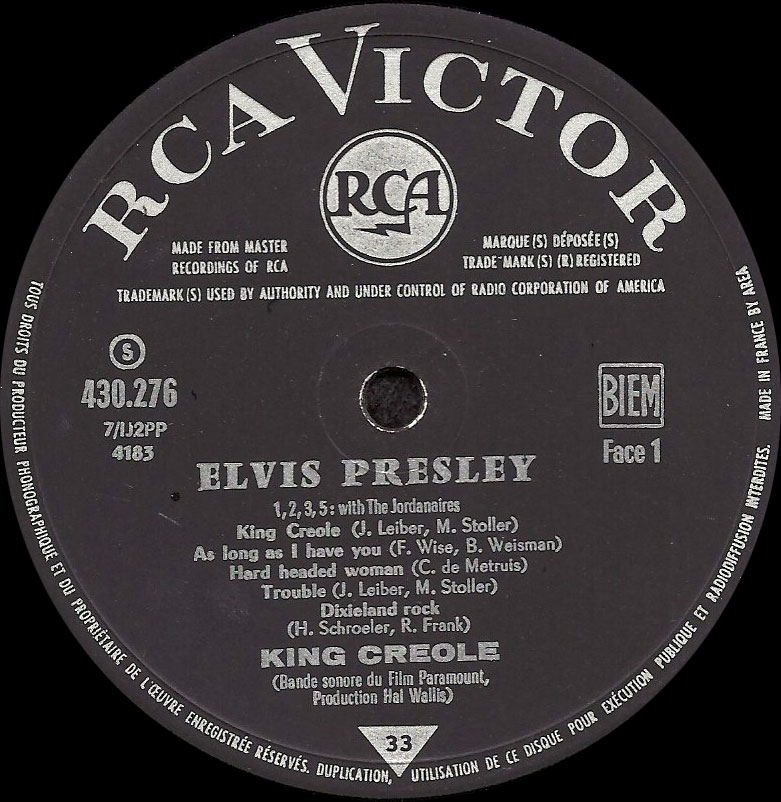 RCA VICTOR
RCA
MADE FROM MASTER
RECORDINGS OF RCA
MARQUE (S) DÉPOSÉE (S)
TRADE MARK (S) (R) REGISTERED
TRADEMARK (S) USED BY AUTHORITY AND UNDER CONTROL OF RADIO CORPORATION OF AMERICA
S
430.276
4183
BIEM
Face 1
ELVIS PRESLEY
1, 2, 3, 5: with The Jordanaires
King Creole (J. Leiber, M. Stoller)
As long as I have you (F. Wise, B. Weisman)
Hard headed woman (C. de Metruis)
Trouble (J. Leiber, M. Stoller)
Dixieland rock
(H. Schroeler, R. Frank)
KING CREOLE
(Bande sonore du Film Paramount,
Production Hal Wallis)
33
TOUS DROITS DU PRODUCTEUR PHONOGRAPHIQUE ET DU PROPRIÉTAIRE DE L'ŒUVRE ENREGISTRÉE RÉSERVÉS. DUPLICATION, UTILISATION DE CE DISQUE POUR EXÉCUTION PUBLIQUE ET RADIODIFFUSION INTERDITES. MADE IN FRANCE BY AREA